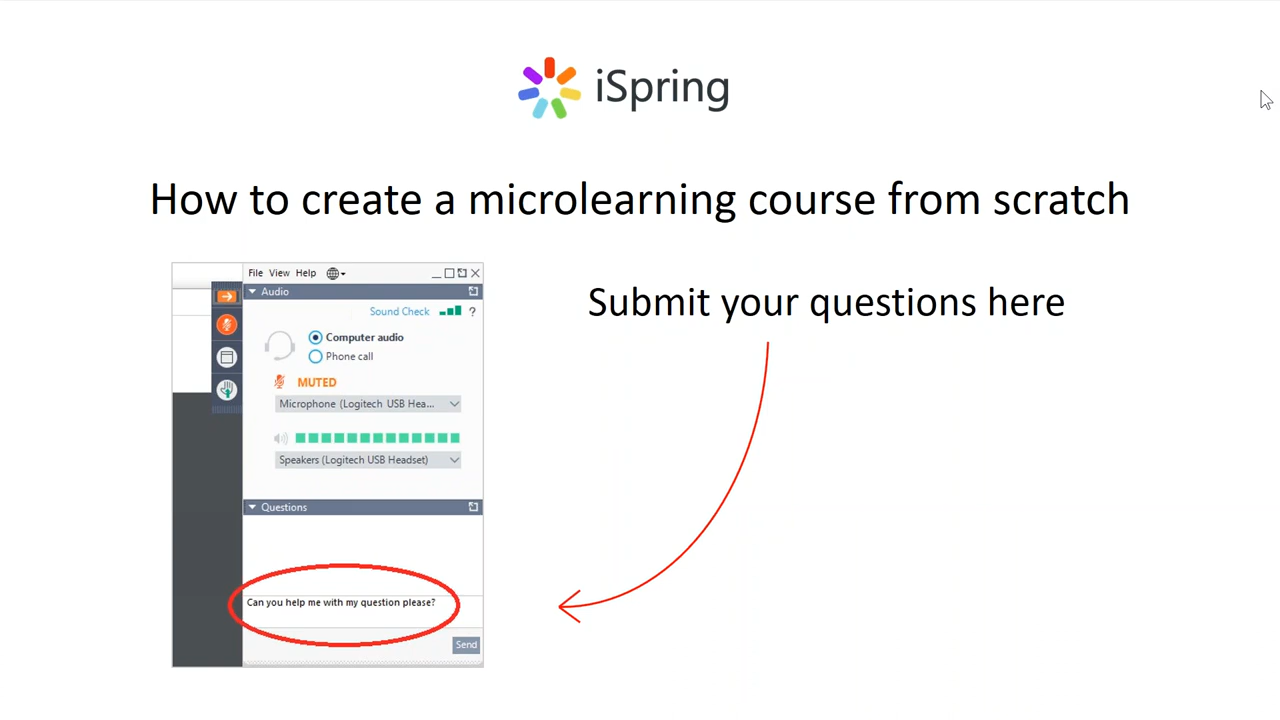 iSpring
How to create a microlearning course from scratch
File View Help
Audio
Sound Check ?
Computer audio
Phone call
MUTED
Microphone (Logitech USB Hea...
Speakers (Logitech USB Headset)
Questions
Can you help me with my question please?
Send
Submit your questions here